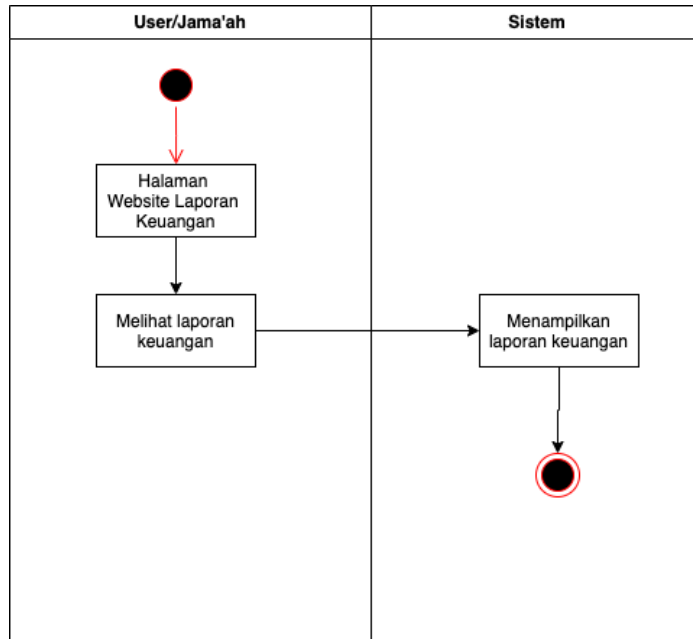 User/Jama'ah
Sistem
Halaman
Website Laporan
Keuangan
Melihat laporan
keuangan
Menampilkan
laporan keuangan